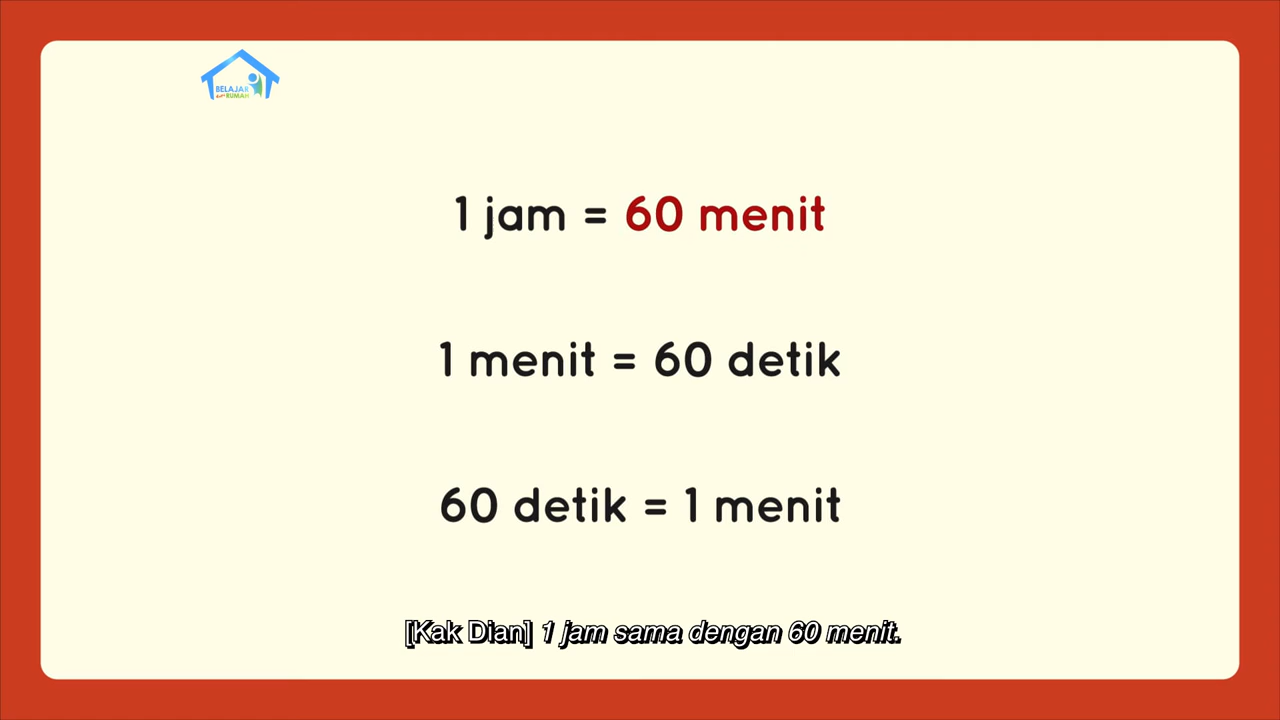 BELAJAR
dari RUMAH
1 jam = 60 menit
1 menit = 60 detik
60 detik = 1 menit
[Kak Dian] 1 jam sama dengan 60 menit.